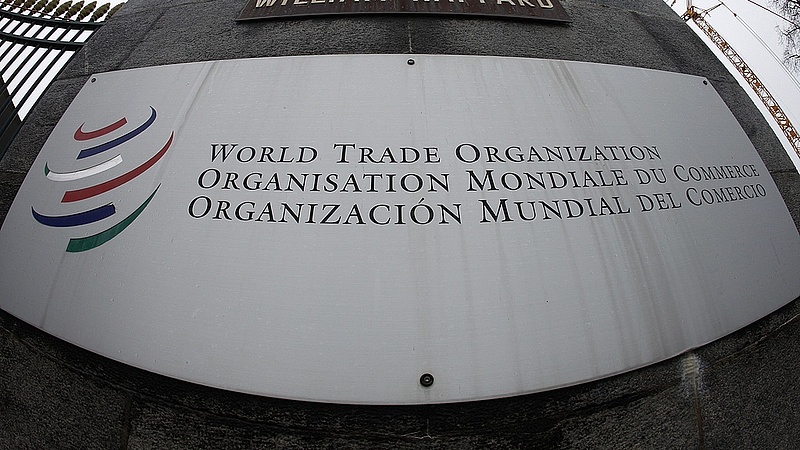 WORLD TRADE ORGANIZATION
ORGANISATION MONDIALE DU COMMERCE
ORGANIZACIÓN MUNDIAL DEL COMERCIO